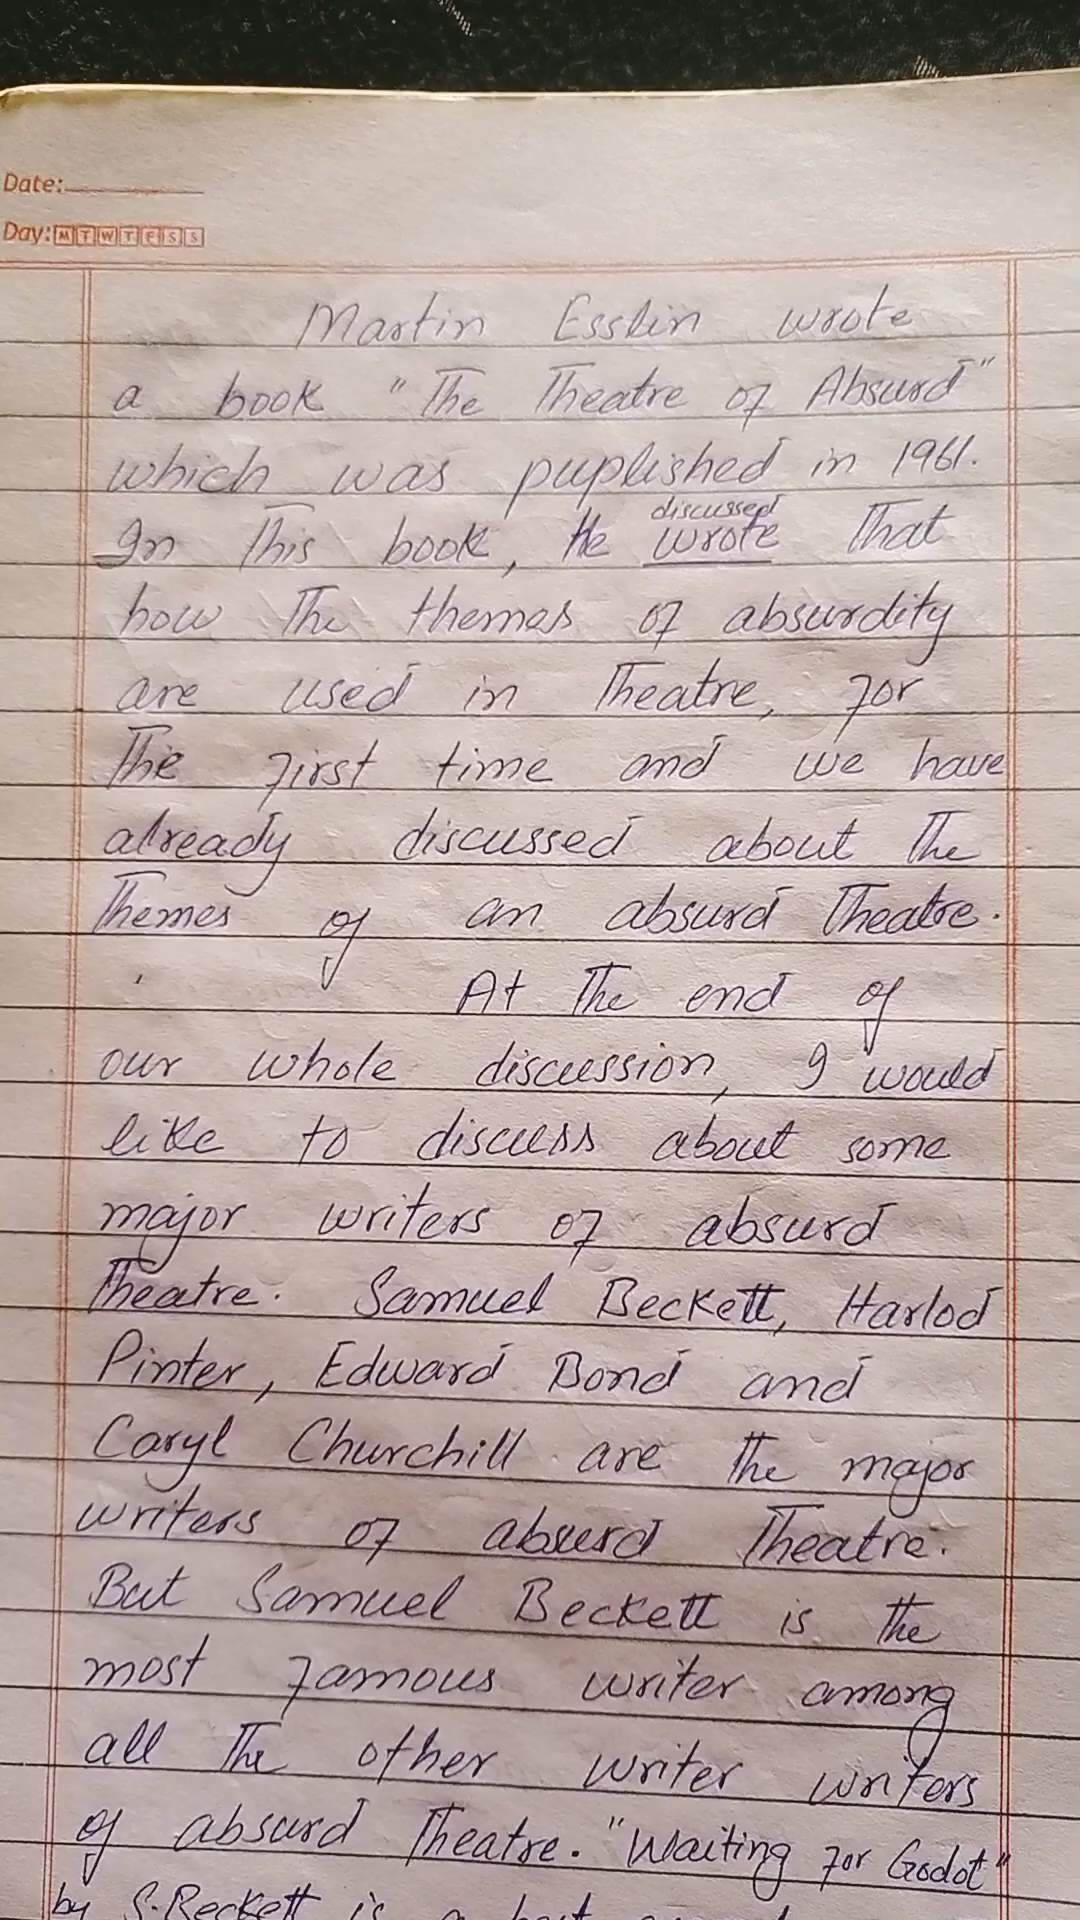 Date:
Day: M T W T F S S
Martin Esslin wrote
a book "The Theatre of Absurd"
which was puplished in 1961.
discussed
In this book, He wrote that
how the themes of absurdity
are used in Theatre, for
the first time and we have
already discussed about the
Themes of an absurd Theatre.
At the end of
our whole discussion, I would
like to discuss about some
major writers of absurd
Theatre. Samuel Beckett, Harlod
Pinter, Edward Bond and
Caryl Churchill are the major
writers of absurd Theatre.
But Samuel Beckett is the
most famous writer among
all the other writer writers
of absurd Theatre. "Waiting for Godot"
by S. Beckett is a best